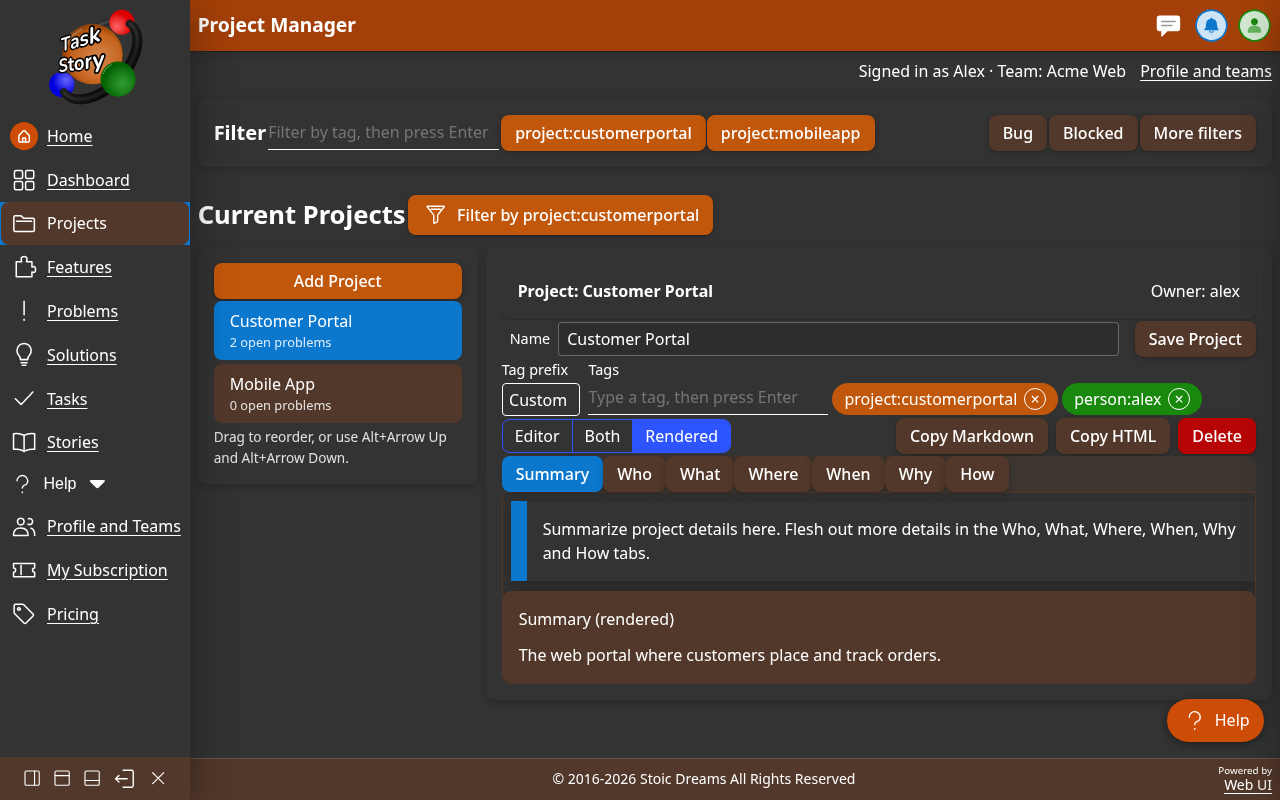 Task
Story
Home
Dashboard
Projects
Features
Problems
Solutions
Tasks
Stories
Help
Profile and Teams
My Subscription
Pricing
Project Manager
Signed in as Alex · Team: Acme Web Profile and teams
Filter Filter by tag, then press Enter project:customerportal project:mobileapp Bug Blocked More filters
Current Projects Filter by project:customerportal
Add Project
Customer Portal
2 open problems
Mobile App
0 open problems
Drag to reorder, or use Alt+Arrow Up
and Alt+Arrow Down.
Project: Customer Portal Owner: alex
Name Customer Portal Save Project
Tag prefix Tags
Custom Type a tag, then press Enter project:customerportal person:alex
Editor Both Rendered Copy Markdown Copy HTML Delete
Summary Who What Where When Why How
Summarize project details here. Flesh out more details in the Who, What, Where, When, Why
and How tabs.
Summary (rendered)
The web portal where customers place and track orders.
Help
© 2016-2026 Stoic Dreams All Rights Reserved
Powered by
Web UI